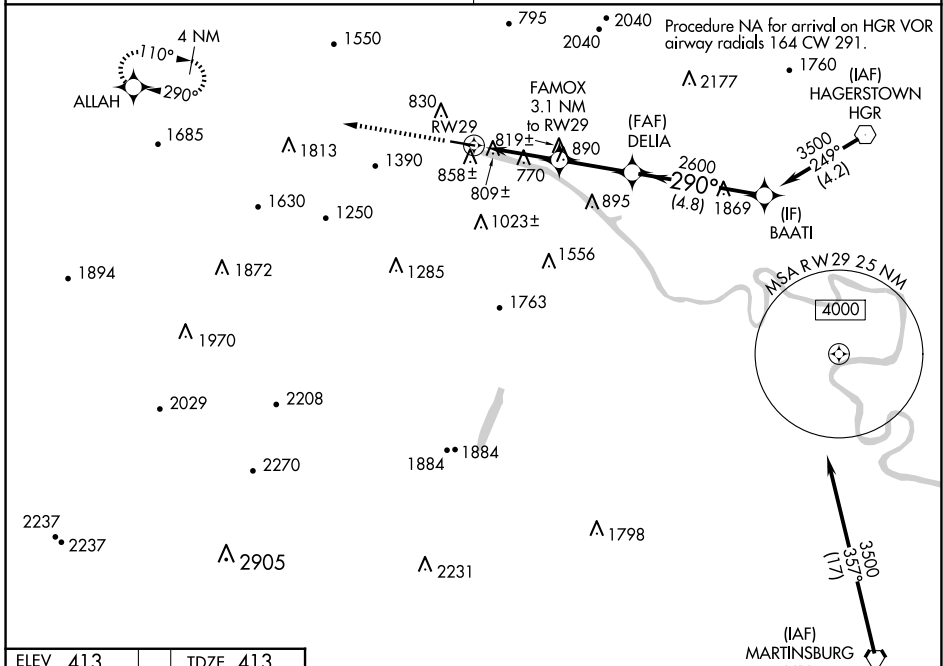 795
2040
2040
1550
Procedure NA for arrival on HGR VOR
airway radials 164 CW 291.
4 NM
110°
290°
ALLAH
1760
2177
(IAF)
HAGERSTOWN
HGR
FAMOX
3.1 NM
to RW29
830
RW29
819±
890
(FAF)
DELIA
3500
249°
(4.2)
2600
290°
(4.8)
1685
1813
1390
858±
809±
770
895
1869
(IF)
BAATI
1630
1250
1023±
1894
1872
1285
1556
MSA RW29 25 NM
4000
1763
1970
2029
2208
1884
1884
2270
2237
2237
2905
2231
1798
3500
357°
(17)
(IAF)
MARTINSBURG
ELEV 413
TDZE 413